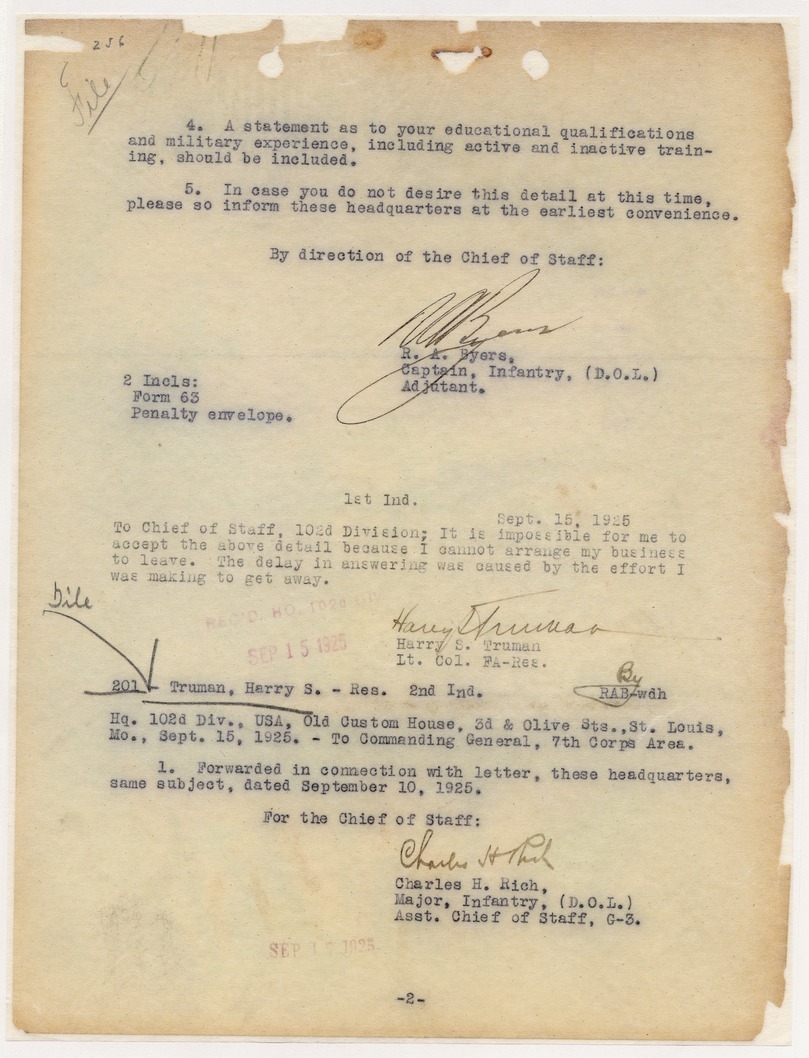 256
File
4. A statement as to your educational qualifications
and military experience, including active and inactive train-
ing, should be included.
5. In case you do not desire this detail at this time,
please so inform these headquarters at the earliest convenience.
By direction of the Chief of Staff:
R A Byers
R. A. Byers,
Captain, Infantry, (D.O.L.)
Adjutant.
2 Incls:
Form 63
Penalty envelope.
1st Ind.
Sept. 15, 1925
To Chief of Staff, 102d Division; It is impossible for me to
accept the above detail because I cannot arrange my business
to leave. The delay in answering was caused by the effort I
was making to get away.
File
REC'D. HQ. 102D DIV.
SEP 15 1925
Harry S Truman
Harry S. Truman
Lt. Col. FA-Res.
By
201 - Truman, Harry S. - Res. 2nd Ind. RAB-wdh
Hq. 102d Div., USA, Old Custom House, 3d & Olive Sts.,St. Louis,
Mo., Sept. 15, 1925. - To Commanding General, 7th Corps Area.
1. Forwarded in connection with letter, these headquarters,
same subject, dated September 10, 1925.
For the Chief of Staff:
Charles H Rich
Charles H. Rich,
Major, Infantry, (D.O.L.)
Asst. Chief of Staff, G-3.
SEP 1 1925
-2-